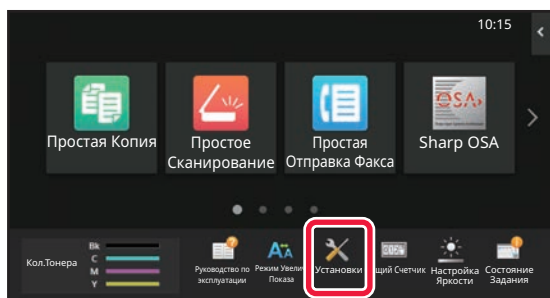 10:15
Простая Копия
Простое
Сканирование
Простая
Отправка Факса
OSA
Sharp OSA
Кол.Тонера
Bk
C
M
Y
Руководство по
эксплуатации
Режим Увелич
Показа
Установки
щий Счетчик
Настройка
Яркости
Состояние
Задания